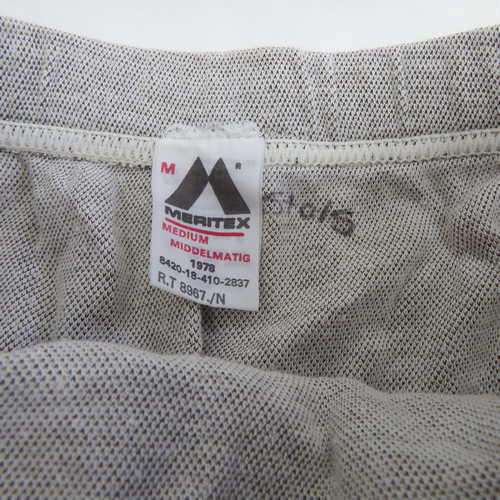 M R
MERITEX
MEDIUM
MIDDELMATIG
1978
8420-18-410-2837
R.T 8967./N